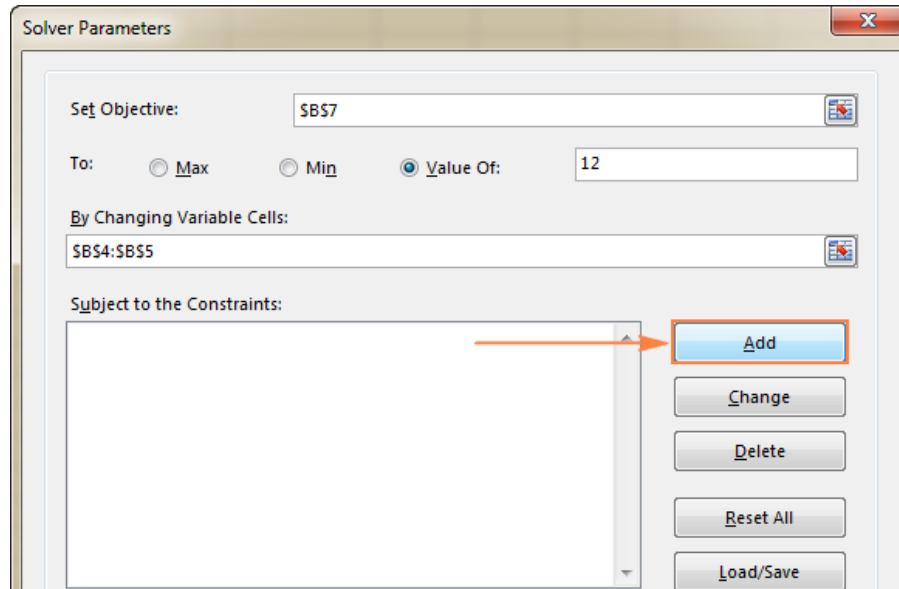 Solver Parameters
Set Objective: $B$7
To: Max Min Value Of: 12
By Changing Variable Cells:
$B$4:$B$5
Subject to the Constraints:
Add
Change
Delete
Reset All
Load/Save